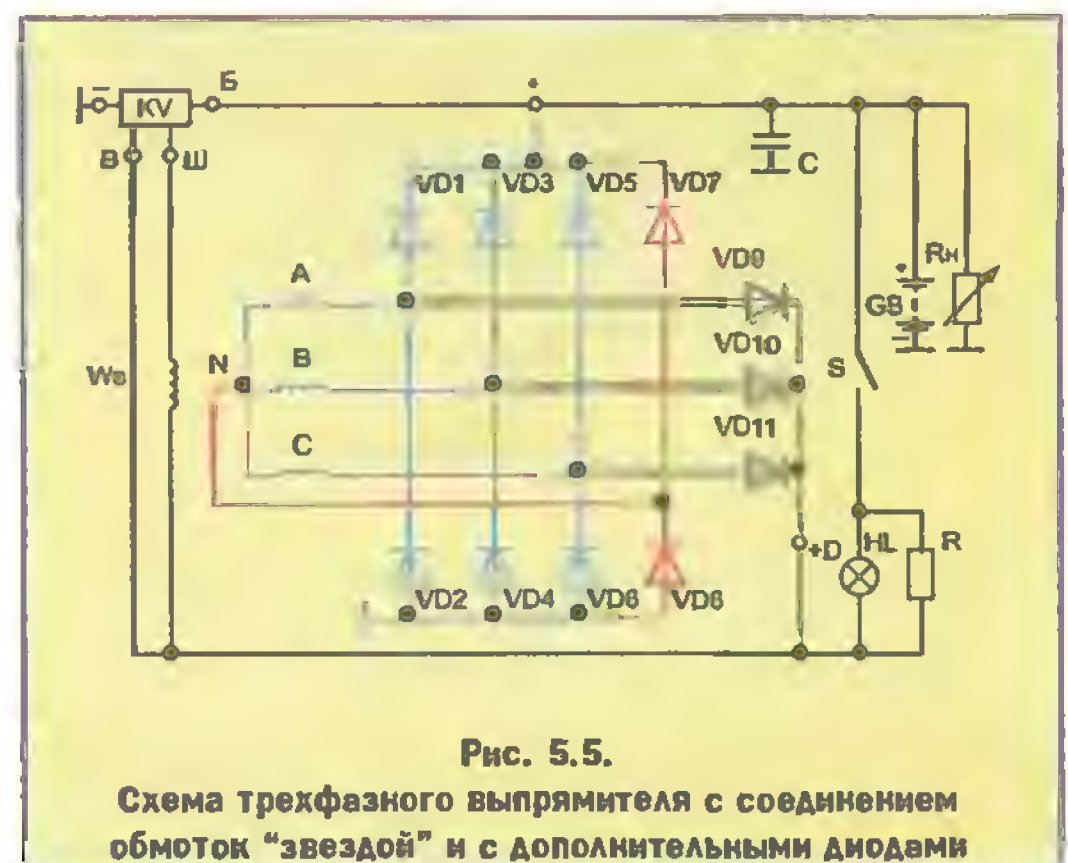 − KV Б +
В Ш
C
VD1 VD3 VD5 VD7
VD9
Rн
A
+
GB
VD10
N B
S
Wв
VD11
C
+D HL R
VD2 VD4 VD6 VD8
Рис. 5.5.
Схема трехфазного выпрямителя с соединением
обмоток "звездой" и с дополнительными диодами